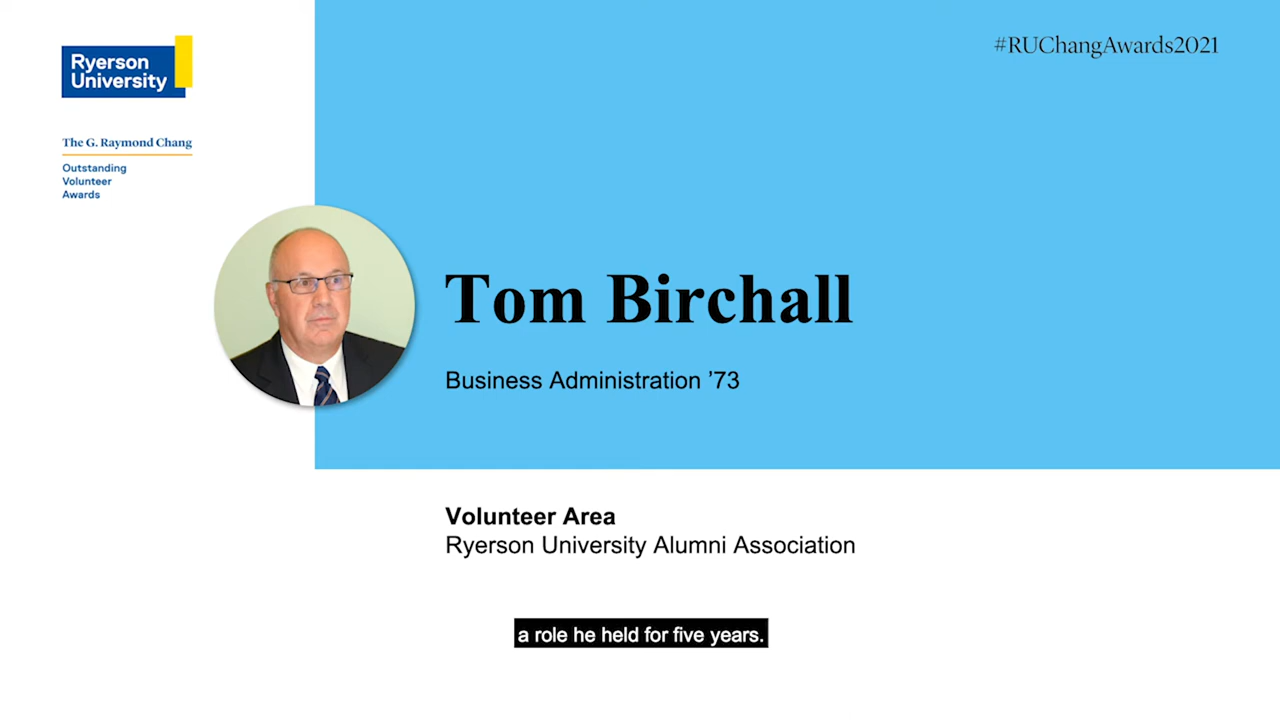 Ryerson
University
#RUChangAwards2021
The G. Raymond Chang
Outstanding
Volunteer
Awards
Tom Birchall
Business Administration ’73
Volunteer Area
Ryerson University Alumni Association
a role he held for five years.